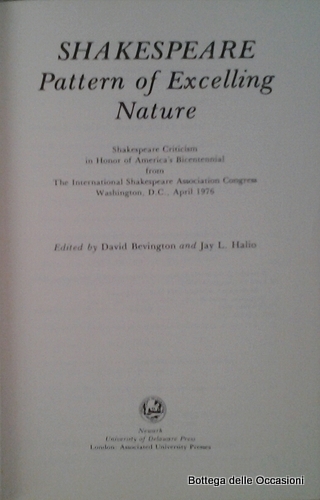 SHAKESPEARE
Pattern of Excelling
Nature
Shakespeare Criticism
in Honor of America's Bicentennial
from
The International Shakespeare Association Congress
Washington, D.C., April 1976
Edited by David Bevington and Jay L. Halio
Newark
University of Delaware Press
London: Associated University Presses
Bottega delle Occasioni